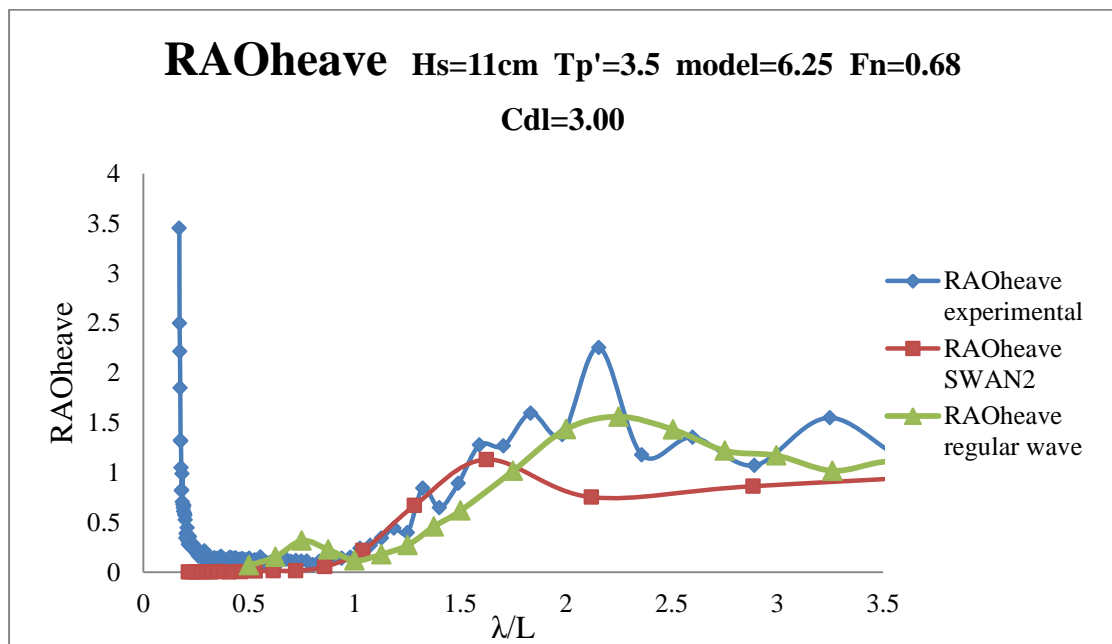 RAOheave Hs=11cm Tp'=3.5 model=6.25 Fn=0.68
Cdl=3.00
4
3.5
3
2.5
2
1.5
1
0.5
0
RAOheave
0 0.5 1 1.5 2 2.5 3 3.5
λ/L
RAOheave
experimental
RAOheave
SWAN2
RAOheave
regular wave